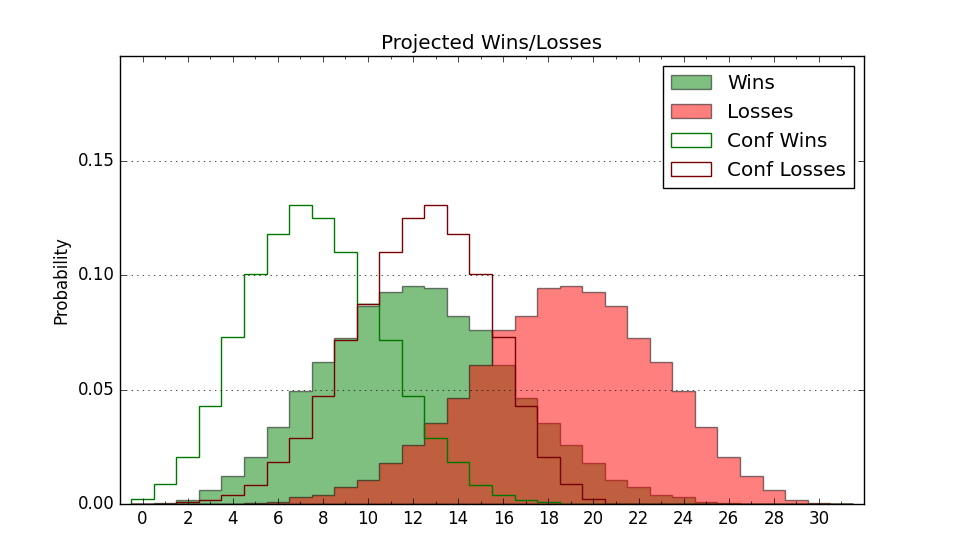 Projected Wins/Losses
Wins
Losses
Conf Wins
Conf Losses
Probability
0.15
0.10
0.05
0.00
0 2 4 6 8 10 12 14 16 18 20 22 24 26 28 30